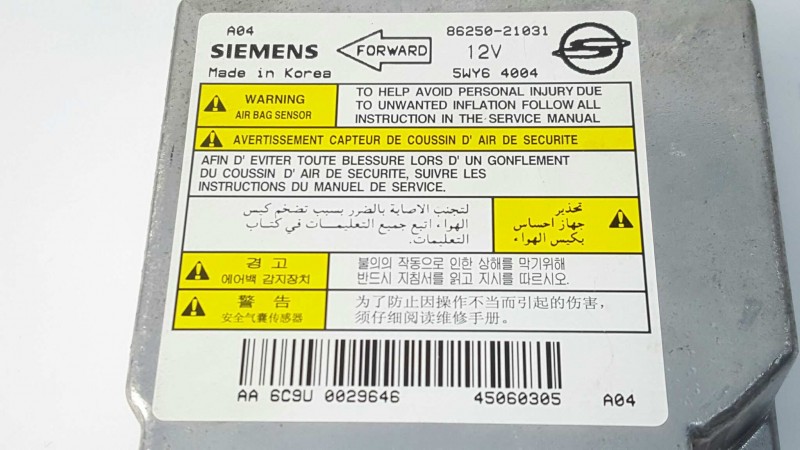 A04
86250-21031
SIEMENS FORWARD 12V
Made in Korea
5WY6 4004
WARNING
AIR BAG SENSOR
TO HELP AVOID PERSONAL INJURY DUE
TO UNWANTED INFLATION FOLLOW ALL
INSTRUCTION IN THE SERVICE MANUAL
AVERTISSEMENT CAPTEUR DE COUSSIN D' AIR DE SECURITE
AFIN D' EVITER TOUTE BLESSURE LORS D' UN GONFLEMENT
DU COUSSIN D' AIR DE SECURITE, SUIVRE LES
INSTRUCTIONS DU MANUEL DE SERVICE.
تحذير
جهاز احساس
بكيس الهواء
لتجنب الاصابة بالضرر بسبب تضخم كيس
الهواء اتبع جميع التعليمات في كتاب
التعليمات.
경 고
에어백 감지장치
불의의 작동으로 인한 상해를 막기위해
반드시 지침서를 읽고 지시를 따르시오.
警 告
安全气囊传感器
为了防止因操作不当而引起的伤害,
须仔细阅读维修手册。
AA 6C9U 0029646
45060305
A04